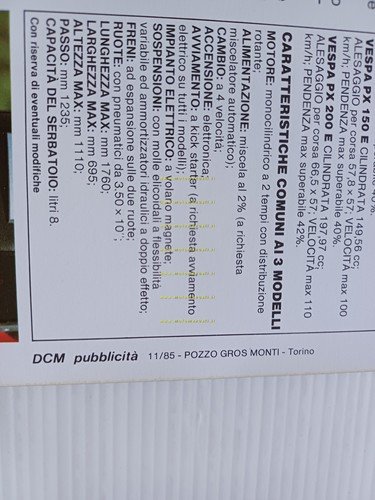 40%.
VESPA PX 150 E CILINDRATA 149,56 cc;
ALESAGGIO per corsa 57,8 x 57; VELOCITÀ max 100
km/h; PENDENZA max superabile 40%.
VESPA PX 200 E CILINDRATA 197,97 cc;
ALESAGGIO per corsa 66,5 x 57; VELOCITÀ max 110
km/h; PENDENZA max superabile 42%.
CARATTERISTICHE COMUNI AI 3 MODELLI
MOTORE: monocilindrico a 2 tempi con distribuzione
rotante;
ALIMENTAZIONE: miscela al 2% (a richiesta
miscelatore automatico);
CAMBIO: a 4 velocità;
ACCENSIONE: elettronica;
AVVIAMENTO: a kick starter (a richiesta avviamento
elettrico su tutti i modelli);
IMPIANTO ELETTRICO: a volano magnete;
SOSPENSIONI: con molle elicoidali a flessibilità
variabile ed ammortizzatori idraulici a doppio effetto;
FRENI: ad espansione sulle due ruote;
RUOTE: con pneumatici da 3.50 x 10";
LUNGHEZZA MAX: mm 1760;
LARGHEZZA MAX: mm 695;
ALTEZZA MAX: mm 1110;
PASSO: mm 1235;
CAPACITÀ DEL SERBATOIO: litri 8.
Con riserva di eventuali modifiche
DCM pubblicità 11/85 - POZZO GROS MONTI - Torino